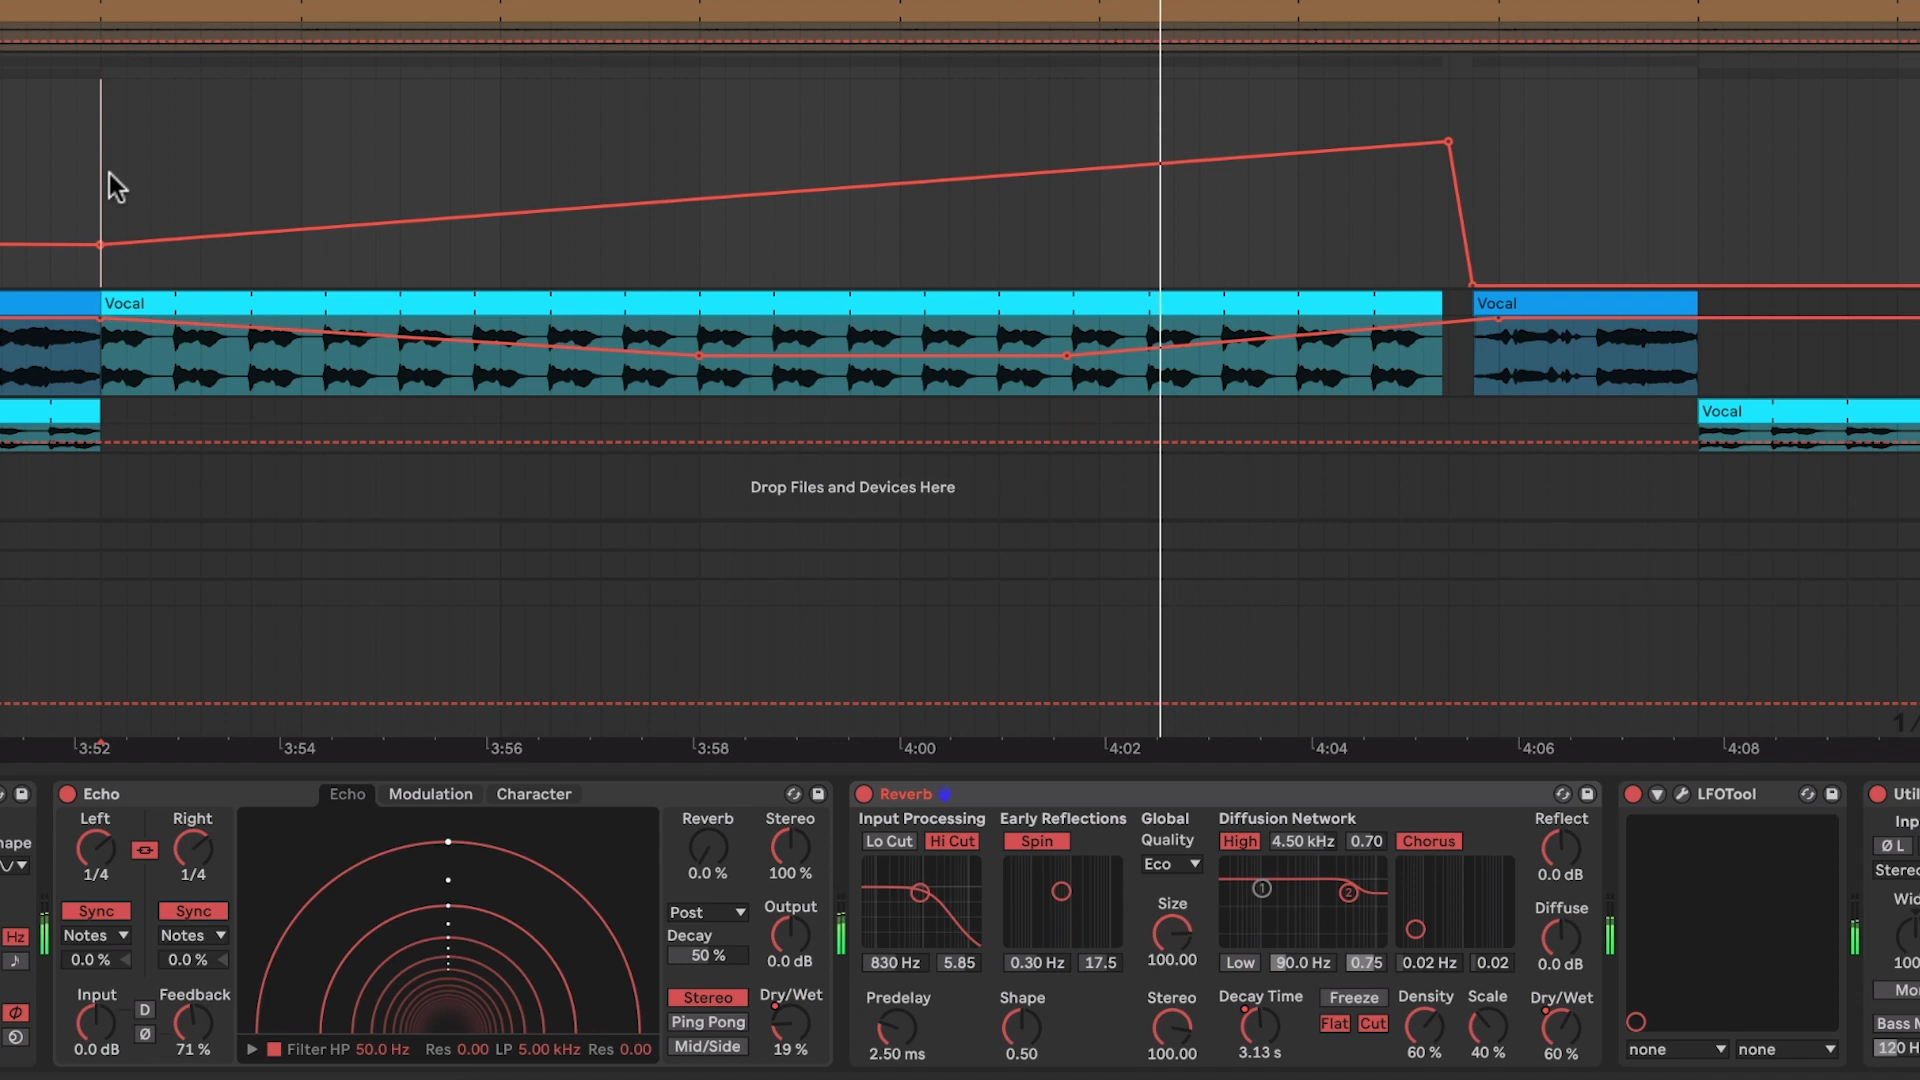 Vocal
Vocal
Vocal
Drop Files and Devices Here
1/
3:52
3:54
3:56
3:58
4:00
4:02
4:04
4:06
4:08
Echo
Echo Modulation Character
Left Right
1/4 1/4
Sync Sync
Notes Notes
0.0 % 0.0 %
Input Feedback
D
Ø
0.0 dB 71 %
Filter HP 50.0 Hz Res 0.00 LP 5.00 kHz Res 0.00
Reverb Stereo
0.0 % 100 %
Post Output
Decay
50 % 0.0 dB
Stereo Dry/Wet
Ping Pong
Mid/Side 19 %
Reverb
Input Processing Early Reflections Global Diffusion Network Reflect
Lo Cut Hi Cut Spin Quality High 4.50 kHz 0.70 Chorus
Eco 0.0 dB
1 2
Size Diffuse
830 Hz 5.85 0.30 Hz 17.5 100.00 Low 90.0 Hz 0.75 0.02 Hz 0.02 0.0 dB
Predelay Shape Stereo Decay Time Freeze Density Scale Dry/Wet
Flat Cut
2.50 ms 0.50 100.00 3.13 s 60 % 40 % 60 %
LFOTool
none none
Util
Inp
Ø L
Stereo
Wid
100
Mo
Bass M
120 H
hape
Hz
Ø